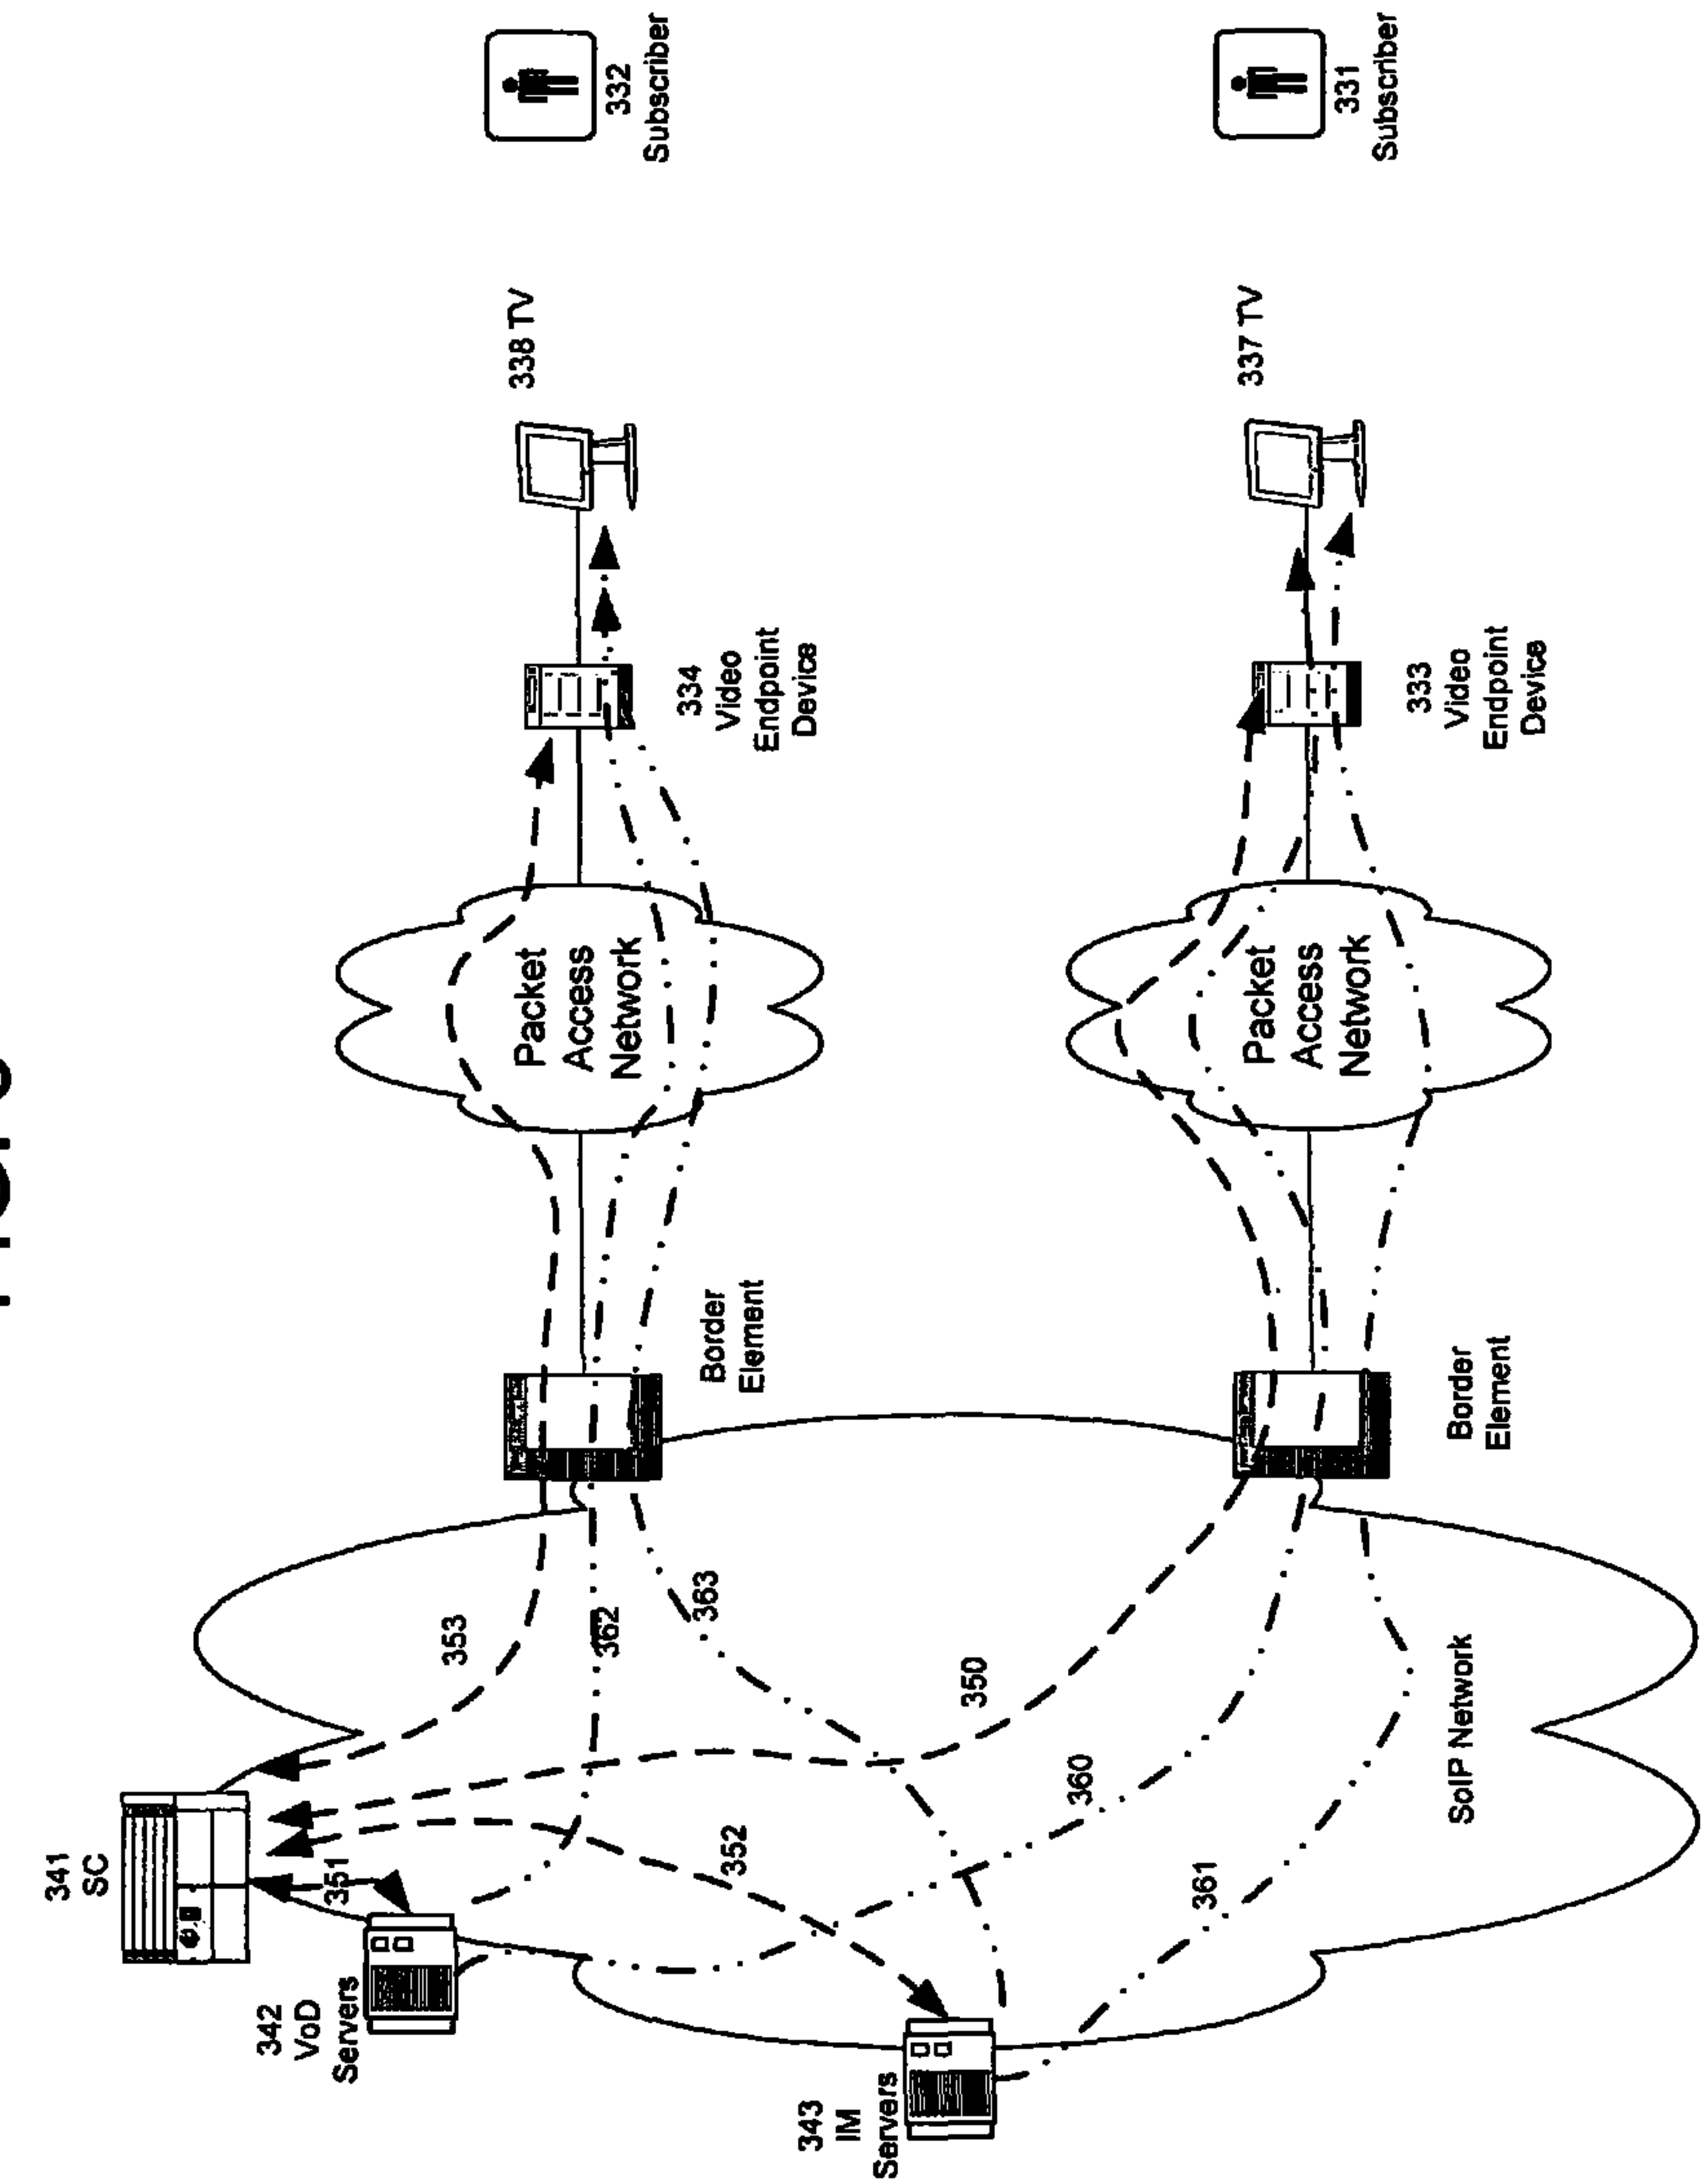 341
SC
342
VoD
Servers
351
353
362
363
352
343
IM
Servers
350
360
361
SoIP Network
Border
Element
Border
Element
Packet
Access
Network
Packet
Access
Network
334
Video
Endpoint
Device
333
Video
Endpoint
Device
338 TV
337 TV
332
Subscriber
331
Subscriber